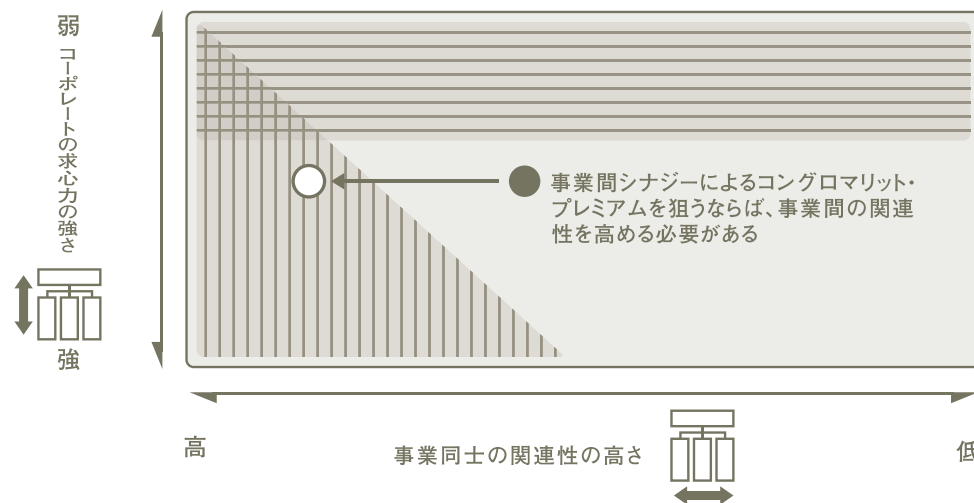 弱
コーポレートの求心力の強さ
強
事業間シナジーによるコングロマリット・
プレミアムを狙うならば、事業間の関連
性を高める必要がある
高
事業同士の関連性の高さ
低